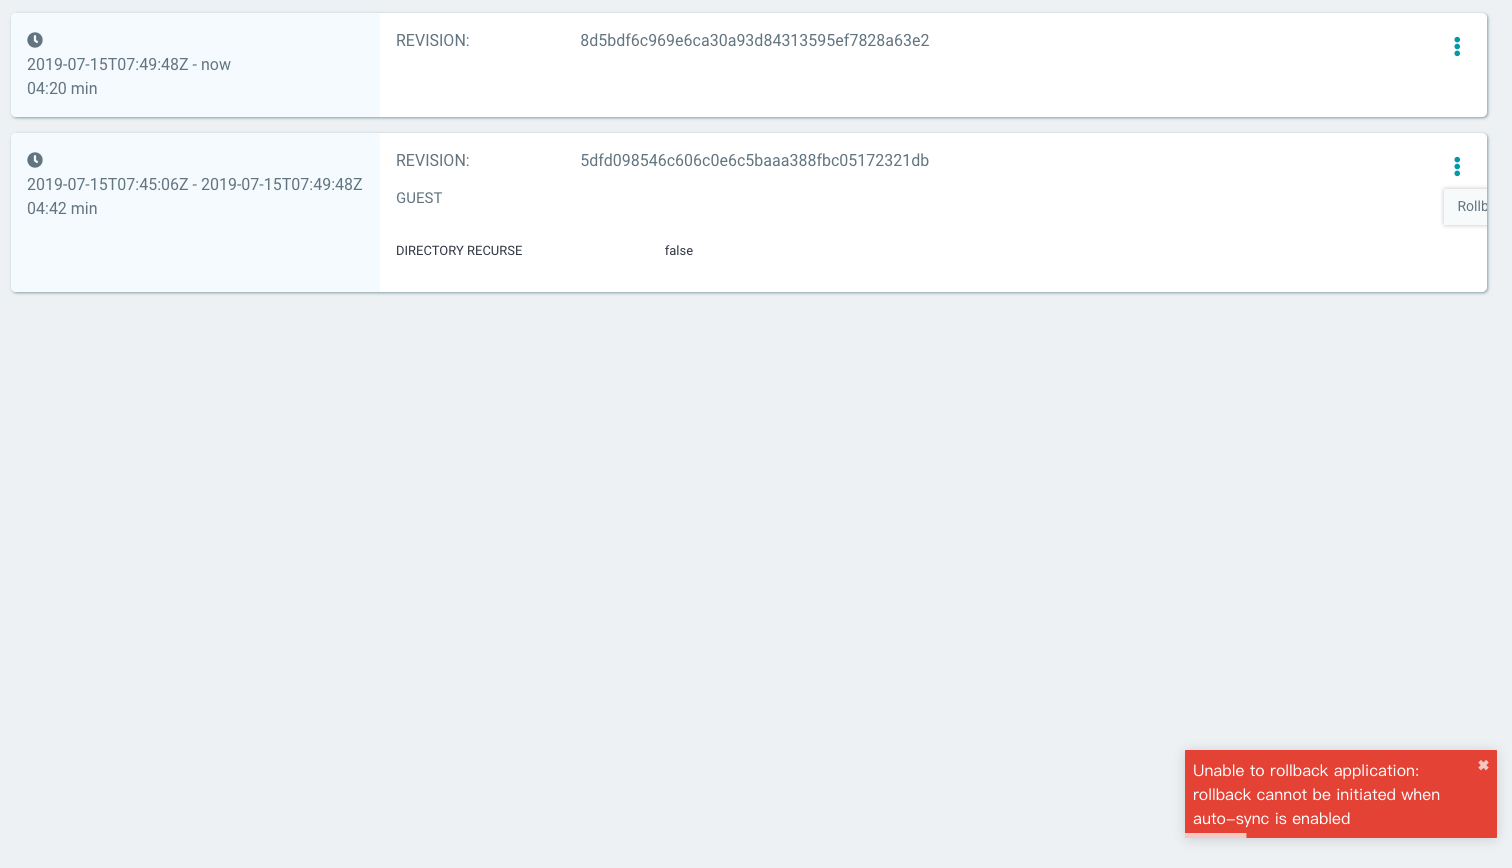 2019-07-15T07:49:48Z - now
04:20 min
REVISION: 8d5bdf6c969e6ca30a93d84313595ef7828a63e2
2019-07-15T07:45:06Z - 2019-07-15T07:49:48Z
04:42 min
REVISION: 5dfd098546c606c0e6c5baaa388fbc05172321db
GUEST
DIRECTORY RECURSE false
Rollb
Unable to rollback application:
rollback cannot be initiated when
auto-sync is enabled